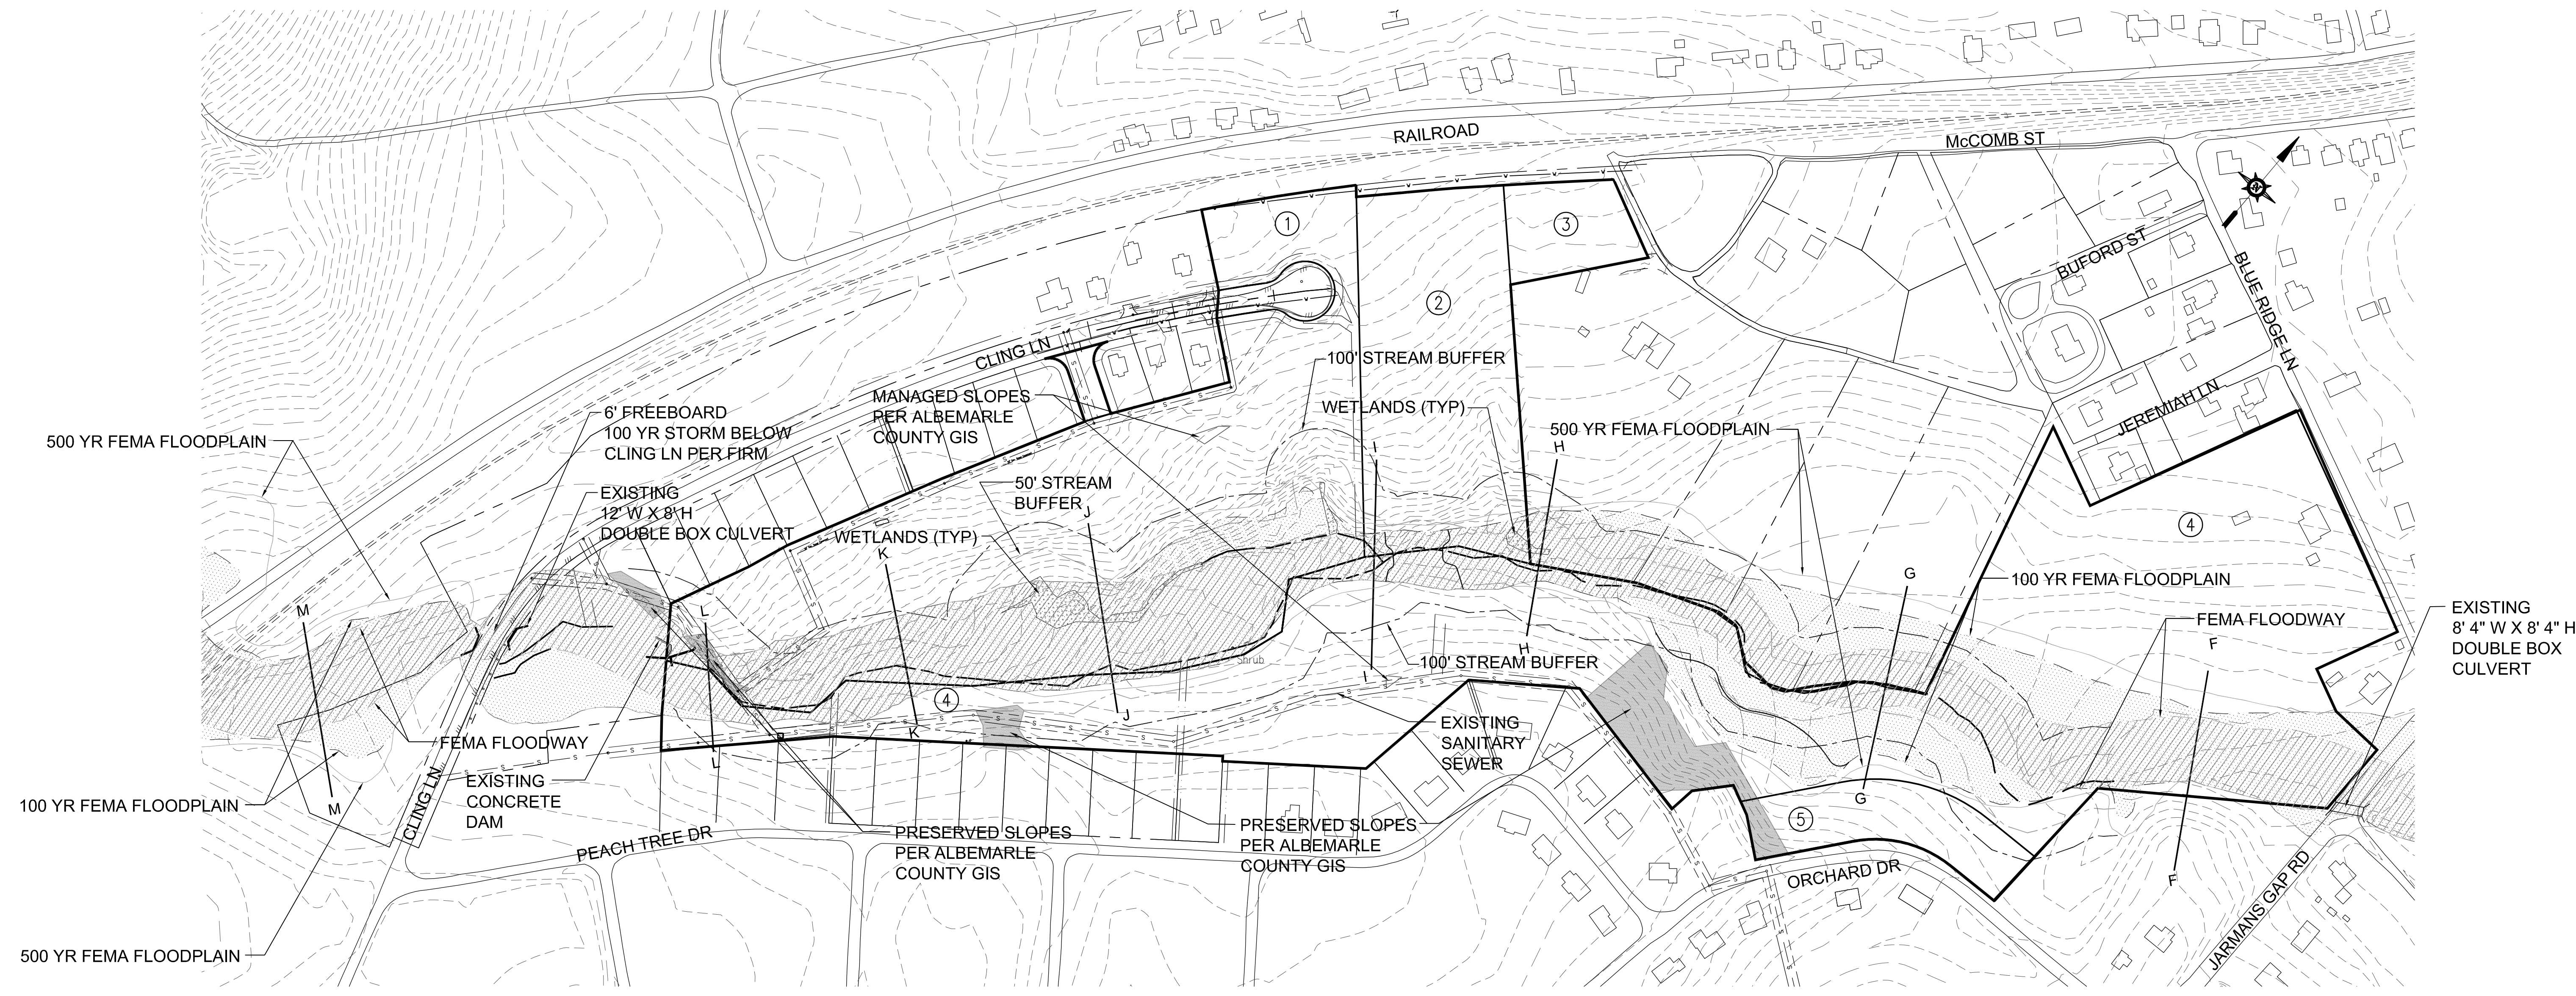 RAILROAD
McCOMB ST
N
1
3
2
BUFORD ST
BLUE RIDGE LN
JEREMIAH LN
CLING LN
100' STREAM BUFFER
MANAGED SLOPES
PER ALBEMARLE
COUNTY GIS
WETLANDS (TYP)
6' FREEBOARD
100 YR STORM BELOW
CLING LN PER FIRM
500 YR FEMA FLOODPLAIN
500 YR FEMA FLOODPLAIN
I
H
50' STREAM
BUFFER
J
EXISTING
12' W X 8' H
DOUBLE BOX CULVERT
WETLANDS (TYP)
K
4
G
100 YR FEMA FLOODPLAIN
M
L
EXISTING
8' 4" W X 8' 4" H
DOUBLE BOX
CULVERT
FEMA FLOODWAY
F
H
Shrub
100' STREAM BUFFER
I
4
J
K
EXISTING
SANITARY
SEWER
FEMA FLOODWAY
L
EXISTING
CONCRETE
DAM
100 YR FEMA FLOODPLAIN
M
CLING LN
G
5
PEACH TREE DR
PRESERVED SLOPES
PER ALBEMARLE
COUNTY GIS
PRESERVED SLOPES
PER ALBEMARLE
COUNTY GIS
ORCHARD DR
F
JARMANS GAP RD
500 YR FEMA FLOODPLAIN